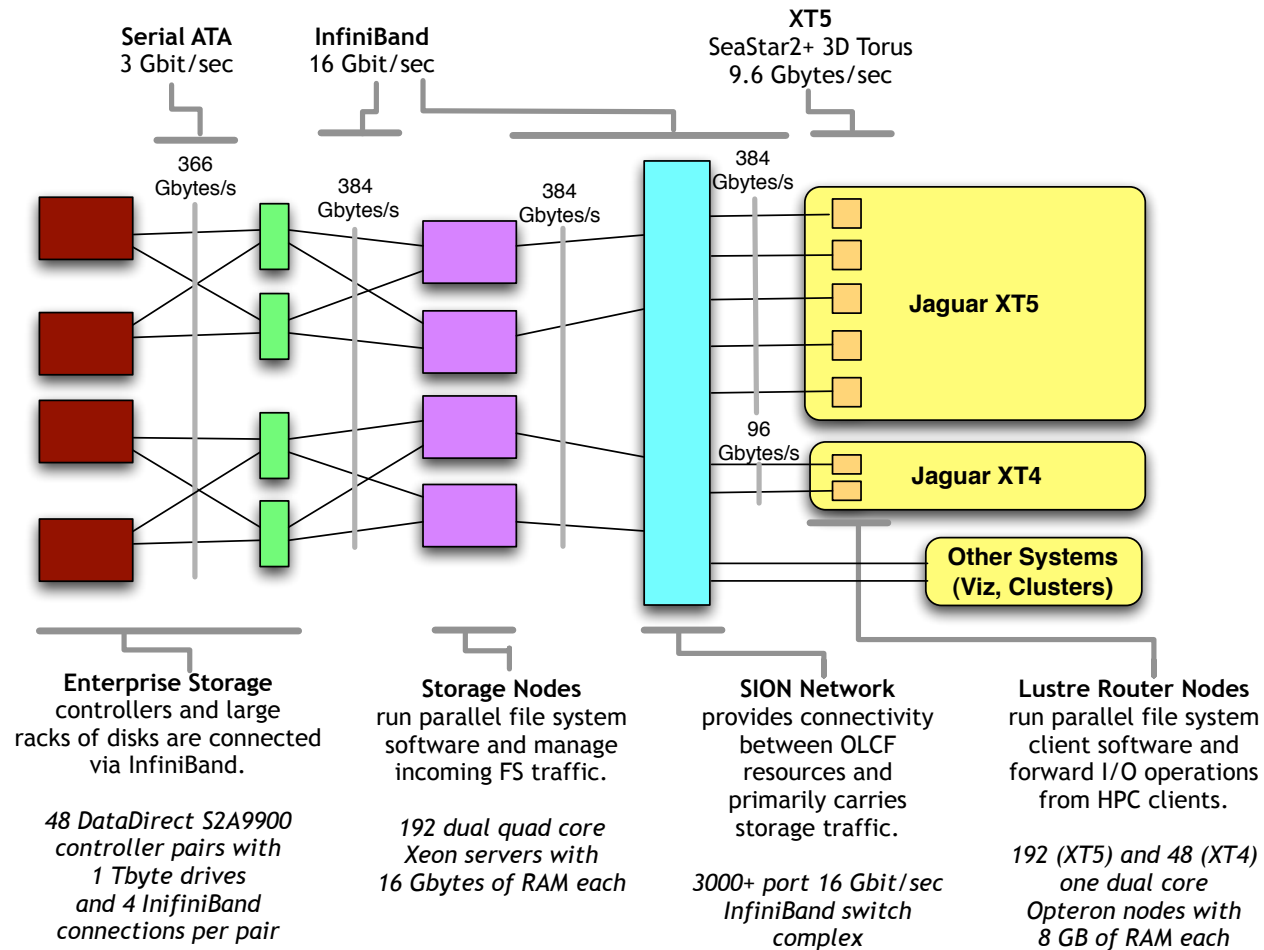 Serial ATA
3 Gbit/sec
InfiniBand
16 Gbit/sec
XT5
SeaStar2+ 3D Torus
9.6 Gbytes/sec
366
Gbytes/s
384
Gbytes/s
384
Gbytes/s
384
Gbytes/s
96
Gbytes/s
Jaguar XT5
Jaguar XT4
Other Systems
(Viz, Clusters)
Enterprise Storage
controllers and large
racks of disks are connected
via InfiniBand.
48 DataDirect S2A9900
controller pairs with
1 Tbyte drives
and 4 InifiniBand
connections per pair
Storage Nodes
run parallel file system
software and manage
incoming FS traffic.
192 dual quad core
Xeon servers with
16 Gbytes of RAM each
SION Network
provides connectivity
between OLCF
resources and
primarily carries
storage traffic.
3000+ port 16 Gbit/sec
InfiniBand switch
complex
Lustre Router Nodes
run parallel file system
client software and
forward I/O operations
from HPC clients.
192 (XT5) and 48 (XT4)
one dual core
Opteron nodes with
8 GB of RAM each